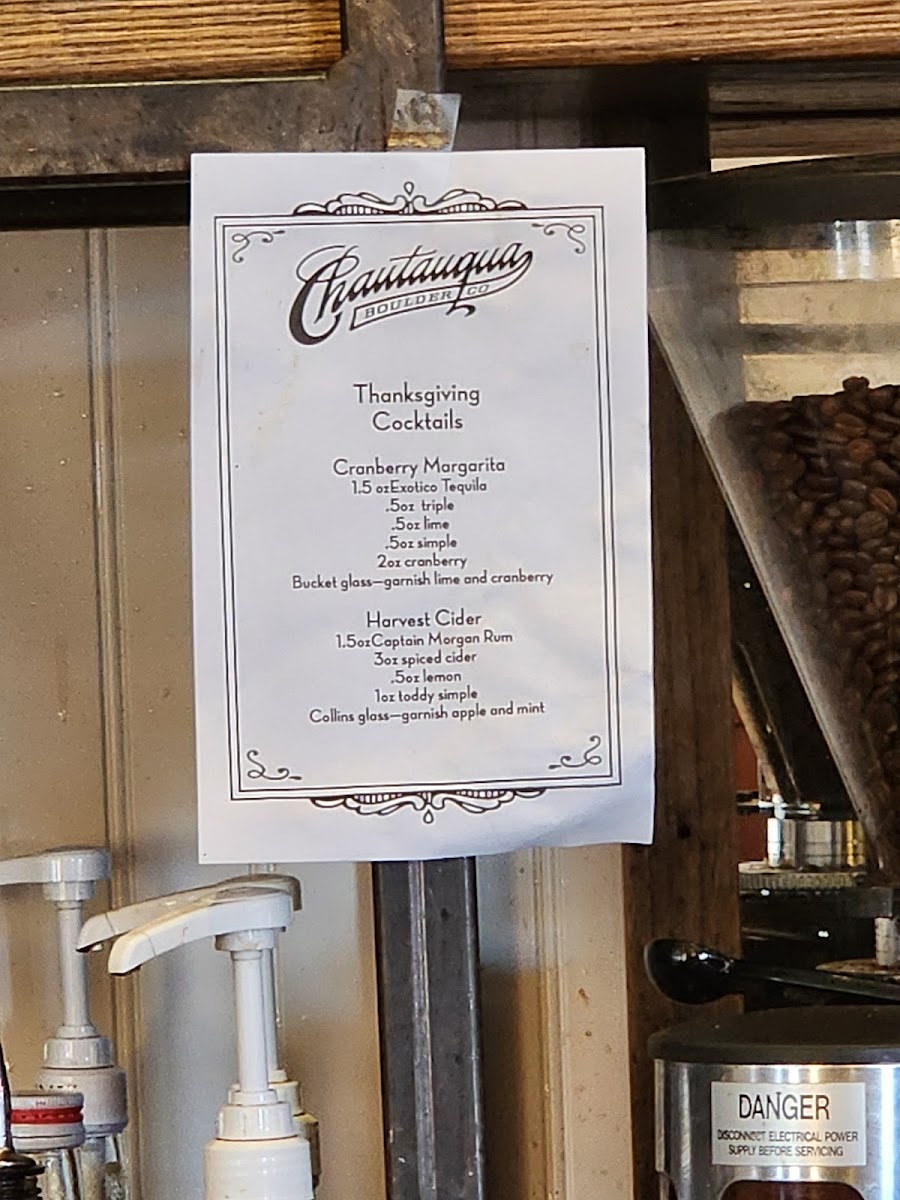 Chautauqua
BOULDER CO
Thanksgiving
Cocktails
Cranberry Margarita
1.5 ozExotico Tequila
.5oz triple
.5oz lime
.5oz simple
2oz cranberry
Bucket glass—garnish lime and cranberry
Harvest Cider
1.5ozCaptain Morgan Rum
3oz spiced cider
.5oz lemon
1oz toddy simple
Collins glass—garnish apple and mint
DANGER
DISCONNECT ELECTRICAL POWER
SUPPLY BEFORE SERVICING